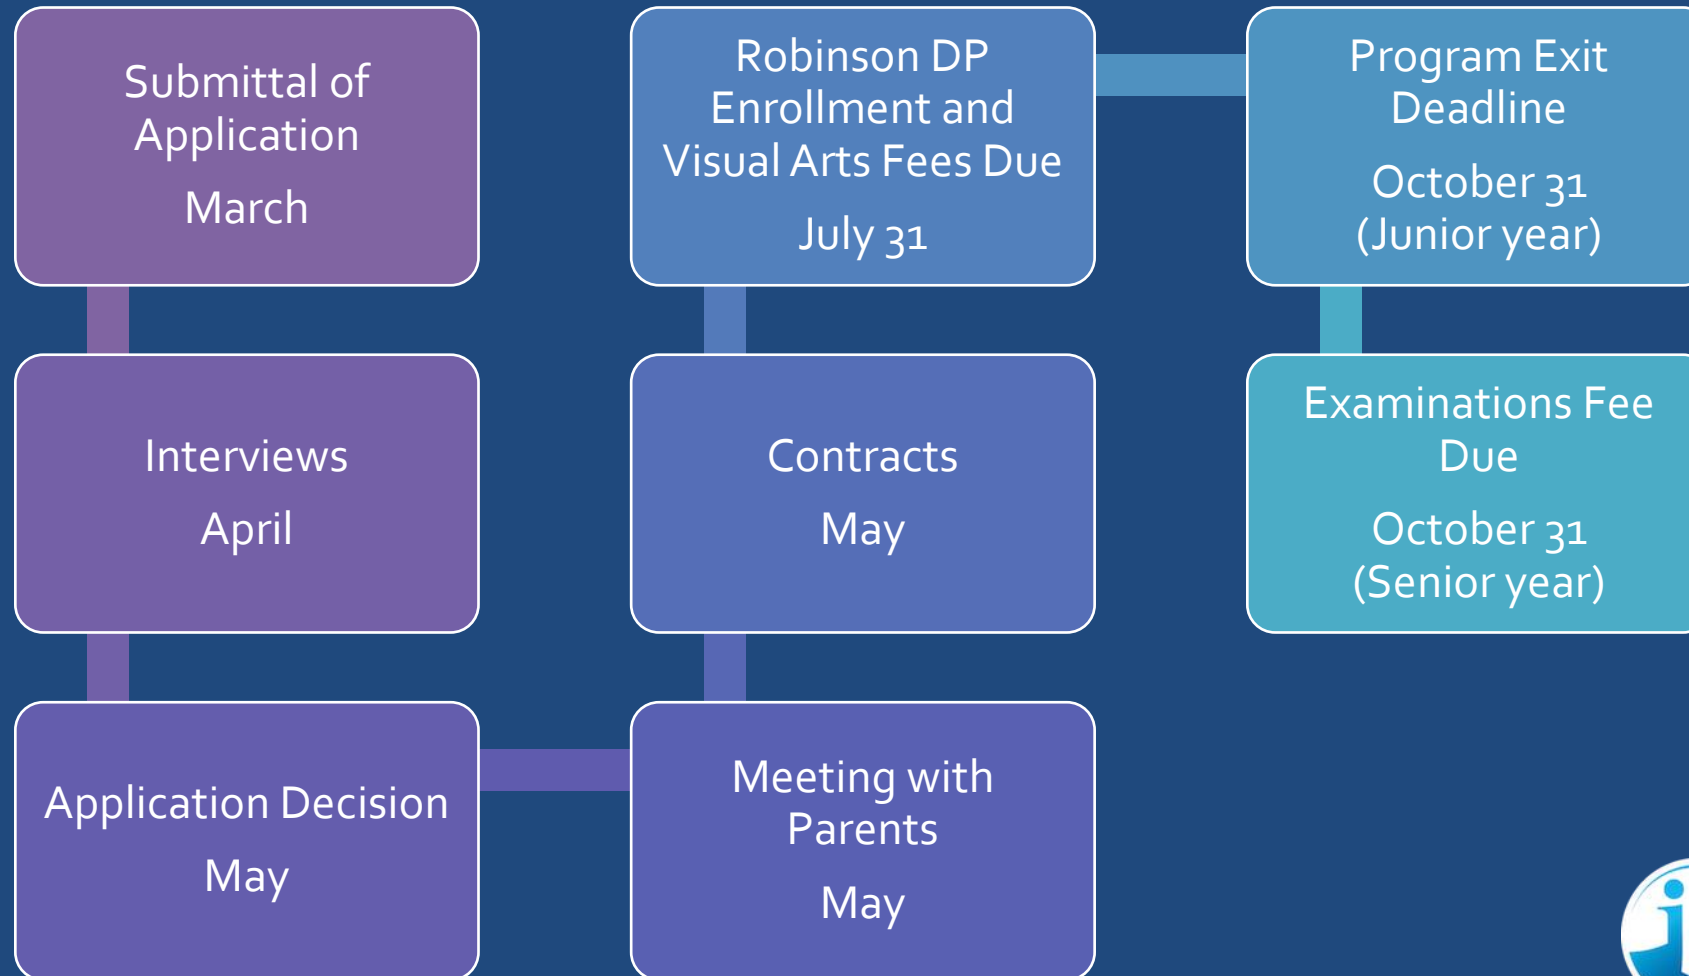 Submittal of
Application
March
Interviews
April
Application Decision
May
Meeting with
Parents
May
Contracts
May
Robinson DP
Enrollment and
Visual Arts Fees Due
July 31
Program Exit
Deadline
October 31
(Junior year)
Examinations Fee
Due
October 31
(Senior year)